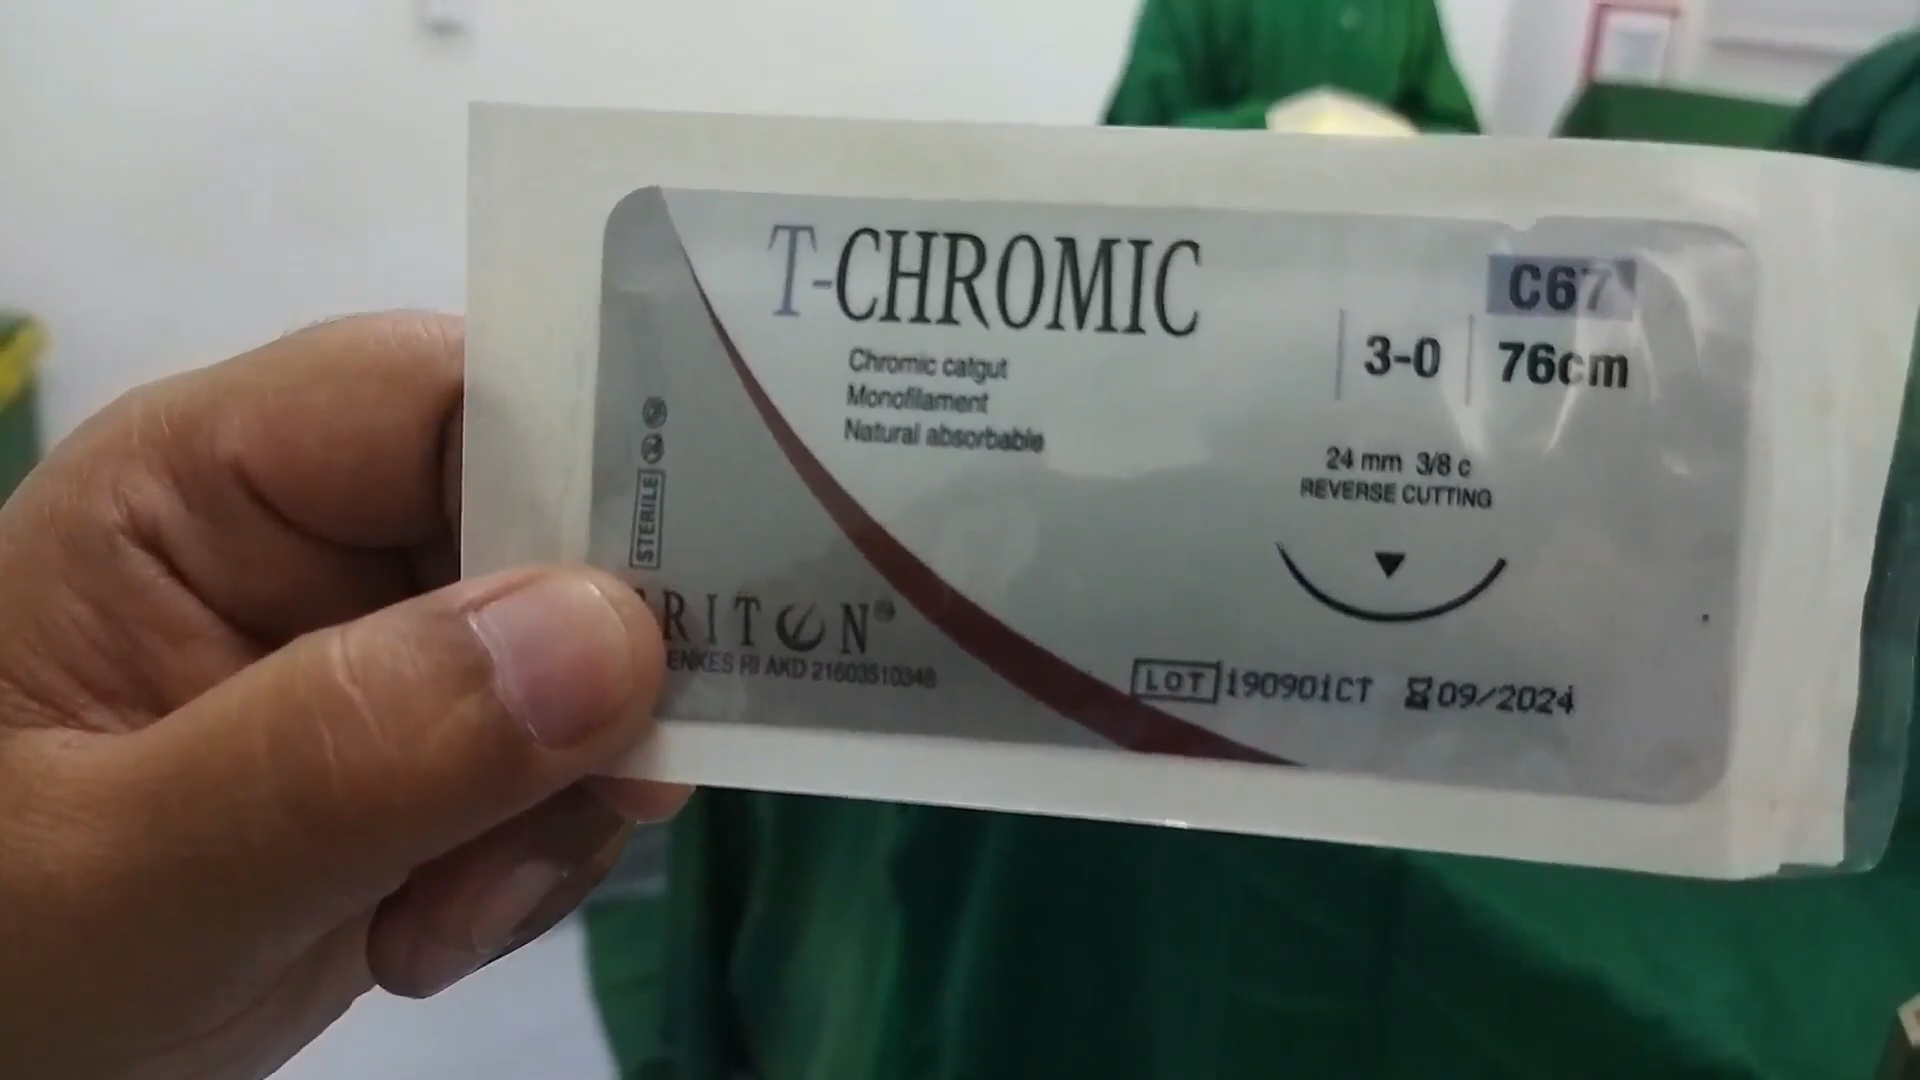 T-CHROMIC
Chromic catgut
Monofilament
Natural absorbable
C67
3-0
76cm
24 mm 3/8 c
REVERSE CUTTING
STERILE
RITON®
ENKES RI AKD 21603510348
LOT 190901CT 09/2024